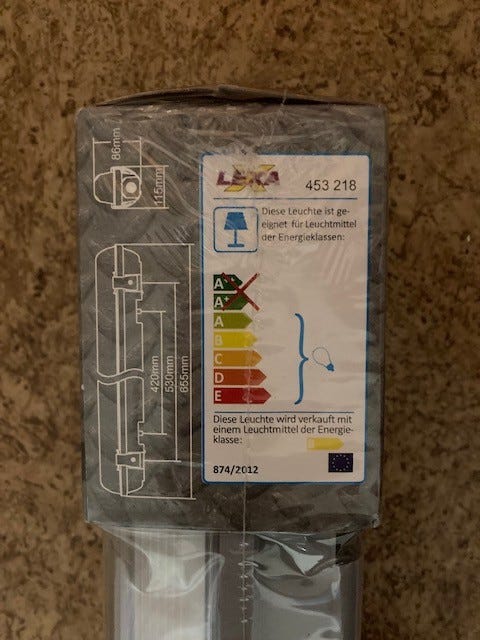 86mm
115mm
LEXA
453 218
Diese Leuchte ist ge-
eignet für Leuchtmittel
der Energieklassen:
A++
A+
A
B
C
D
E
420mm
530mm
655mm
Diese Leuchte wird verkauft mit
einem Leuchtmittel der Energie-
klasse:
874/2012